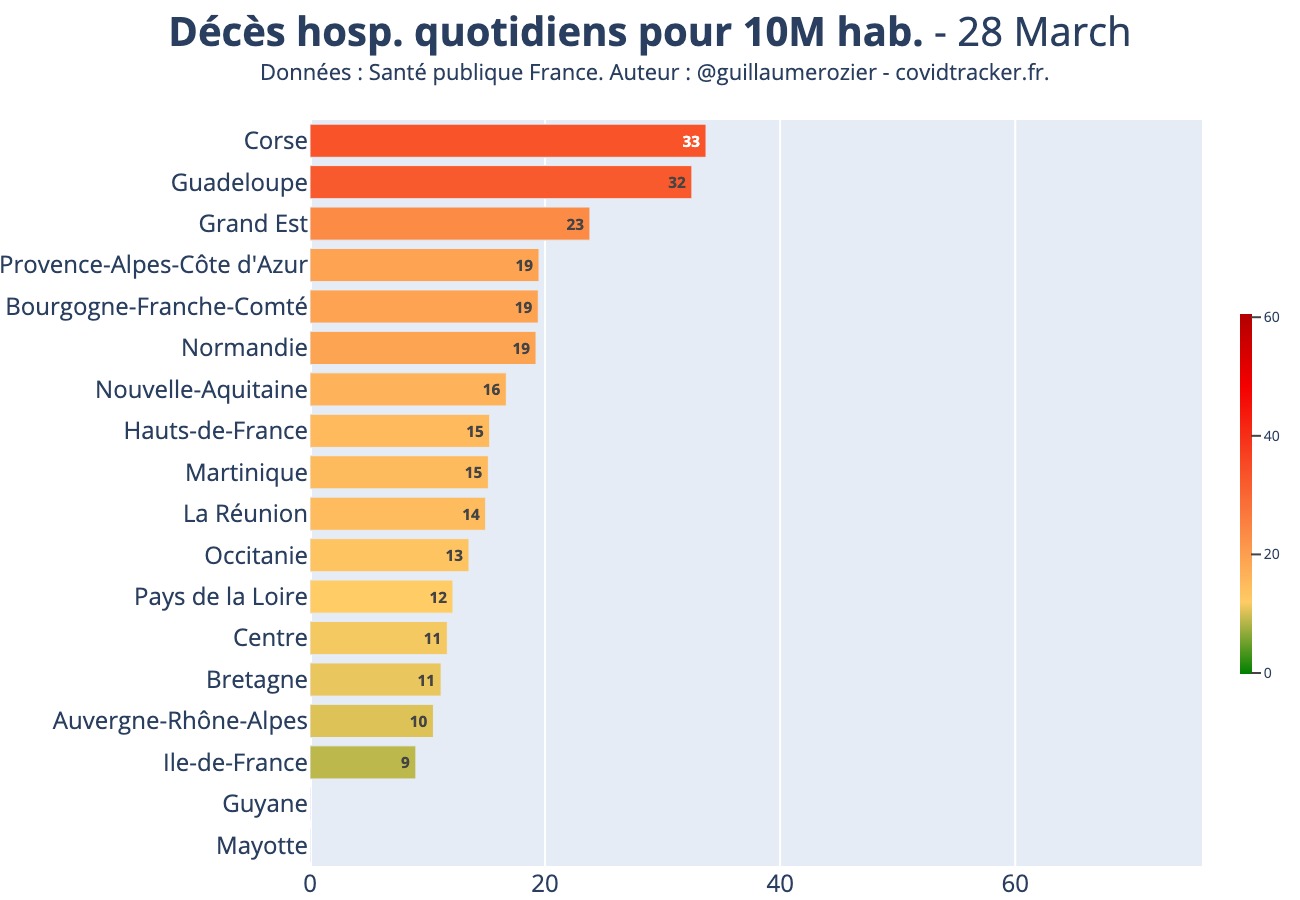 Décès hosp. quotidiens pour 10M hab. - 28 March
Données : Santé publique France. Auteur : @guillaumerozier - covidtracker.fr.
Corse 33
Guadeloupe 32
Grand Est 23
Provence-Alpes-Côte d'Azur 19
Bourgogne-Franche-Comté 19
Normandie 19
Nouvelle-Aquitaine 16
Hauts-de-France 15
Martinique 15
La Réunion 14
Occitanie 13
Pays de la Loire 12
Centre 11
Bretagne 11
Auvergne-Rhône-Alpes 10
Ile-de-France 9
Guyane
Mayotte
0 20 40 60
60
40
20
0